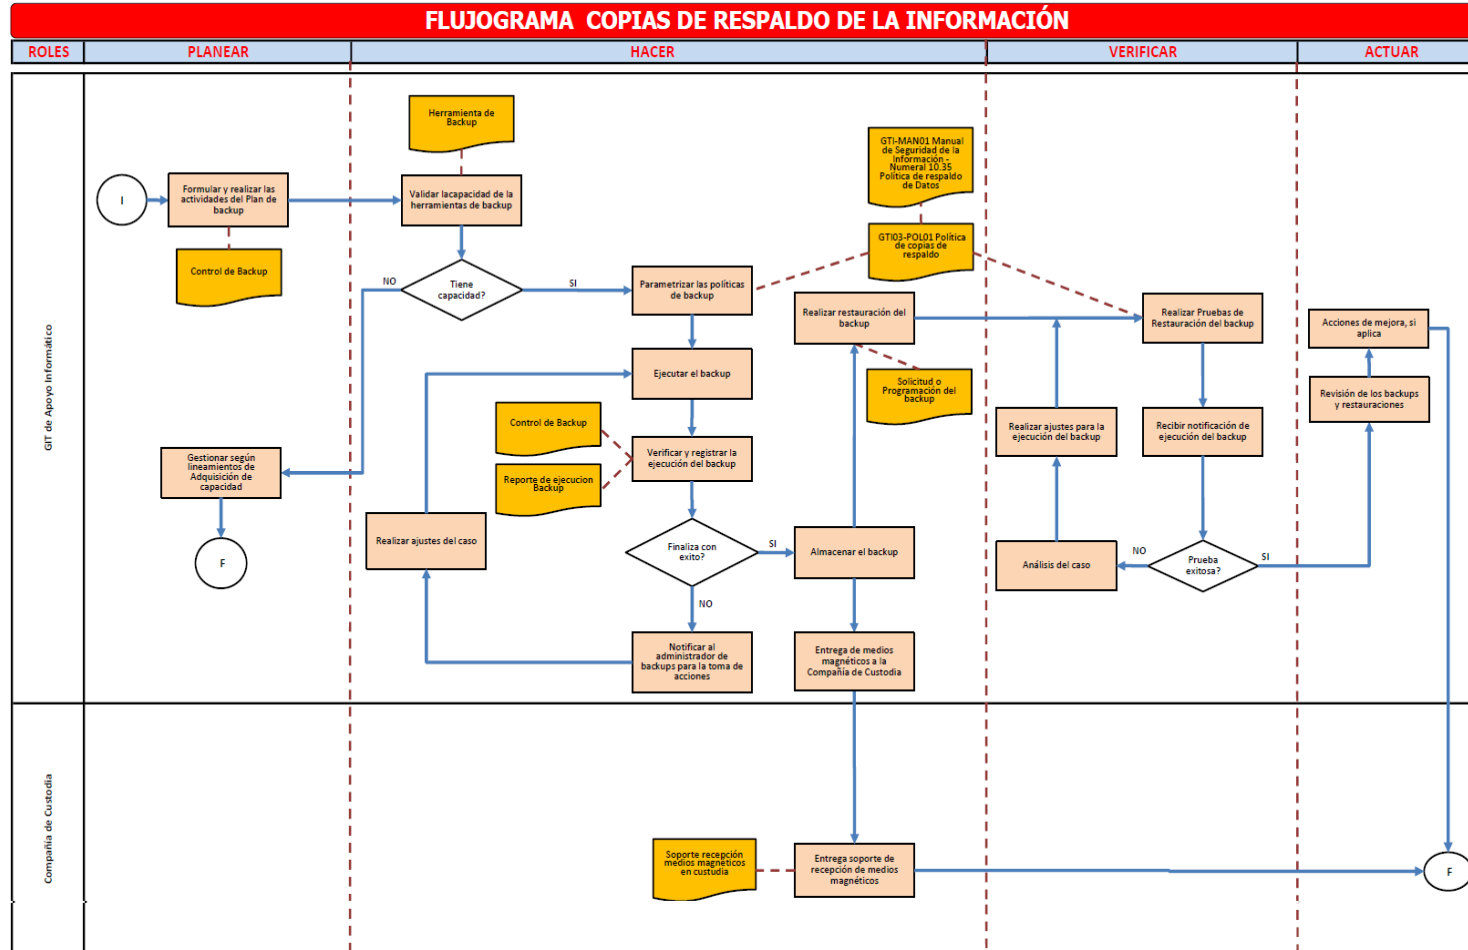 FLUJOGRAMA COPIAS DE RESPALDO DE LA INFORMACIÓN
ROLES
PLANEAR
HACER
VERIFICAR
ACTUAR
GIT de Apoyo Informático
I
Formular y realizar las
actividades del Plan de
backup
Control de Backup
Herramienta de
Backup
Validar lacapacidad de la
herramientas de backup
Tiene
capacidad?
NO
SI
Gestionar según
lineamientos de
Adquisición de
capacidad
F
Parametrizar las políticas
de backup
Ejecutar el backup
Control de Backup
Reporte de ejecucion
Backup
Verificar y registrar la
ejecución del backup
Realizar ajustes del caso
Finaliza con
exito?
SI
NO
Notificar al
administrador de
backups para la toma de
acciones
GTI-MAN01 Manual
de Seguridad de la
Información -
Numeral 10.35
Política de respaldo
de Datos
GTI03-POL01 Política
de copias de
respaldo
Realizar restauración del
backup
Solicitud o
Programación del
backup
Almacenar el backup
Entrega de medios
magnéticos a la
Compañía de Custodia
Realizar Pruebas de
Restauración del backup
Realizar ajustes para la
ejecución del backup
Recibir notificación de
ejecución del backup
Análisis del caso
NO
Prueba
exitosa?
SI
Acciones de mejora, si
aplica
Revisión de los backups
y restauraciones
Compañía de Custodia
Soporte recepción
medios magnéticos
en custudia
Entrega soporte de
recepción de medios
magnéticos
F